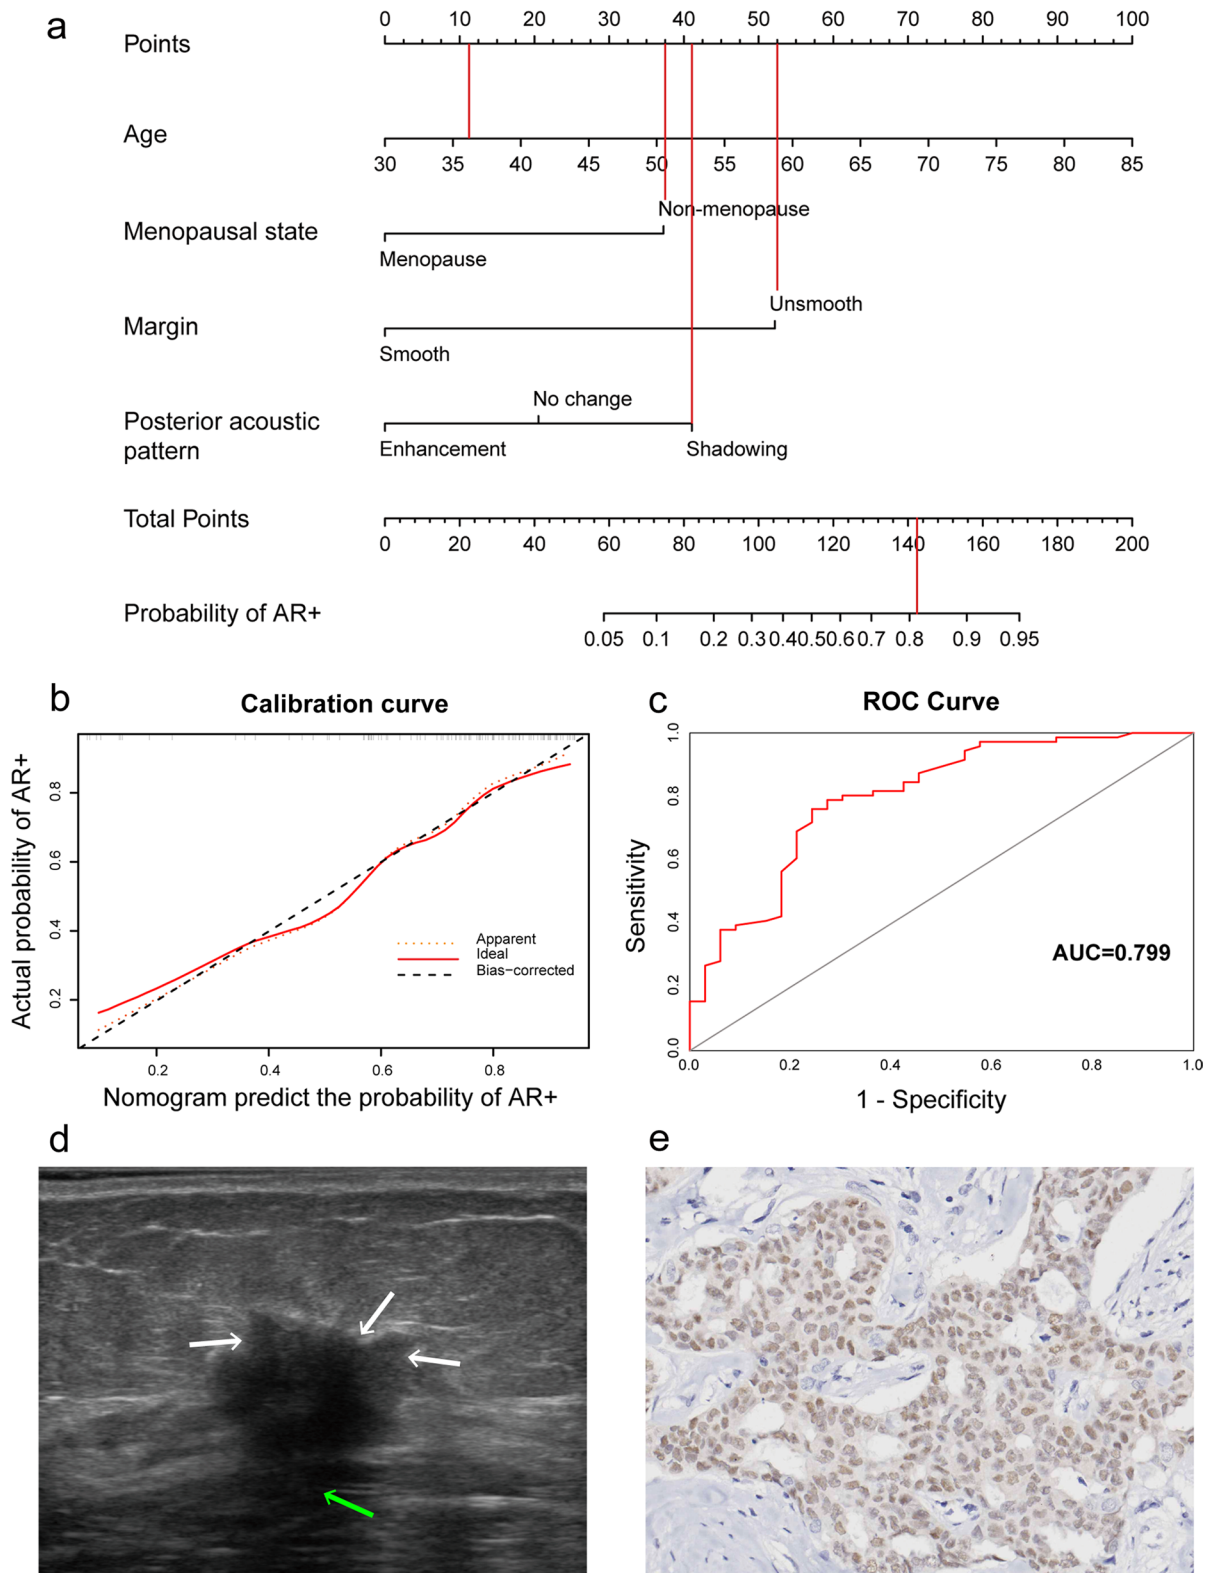 a
0 10 20 30 40 50 60 70 80 90 100
Points
Age
30 35 40 45 50 55 60 65 70 75 80 85
Non-menopause
Menopausal state
Menopause
Unsmooth
Margin
Smooth
No change
Posterior acoustic
pattern
Enhancement Shadowing
Total Points
0 20 40 60 80 100 120 140 160 180 200
Probability of AR+
0.05 0.1 0.2 0.3 0.4 0.5 0.6 0.7 0.8 0.9 0.95
b
Calibration curve
Actual probability of AR+
0.8
0.6
0.4
0.2
Apparent
Ideal
Bias-corrected
0.2 0.4 0.6 0.8
Nomogram predict the probability of AR+
c
ROC Curve
Sensitivity
1.0
0.8
0.6
0.4
0.2
0.0
AUC=0.799
0.0 0.2 0.4 0.6 0.8 1.0
1 - Specificity
d
e